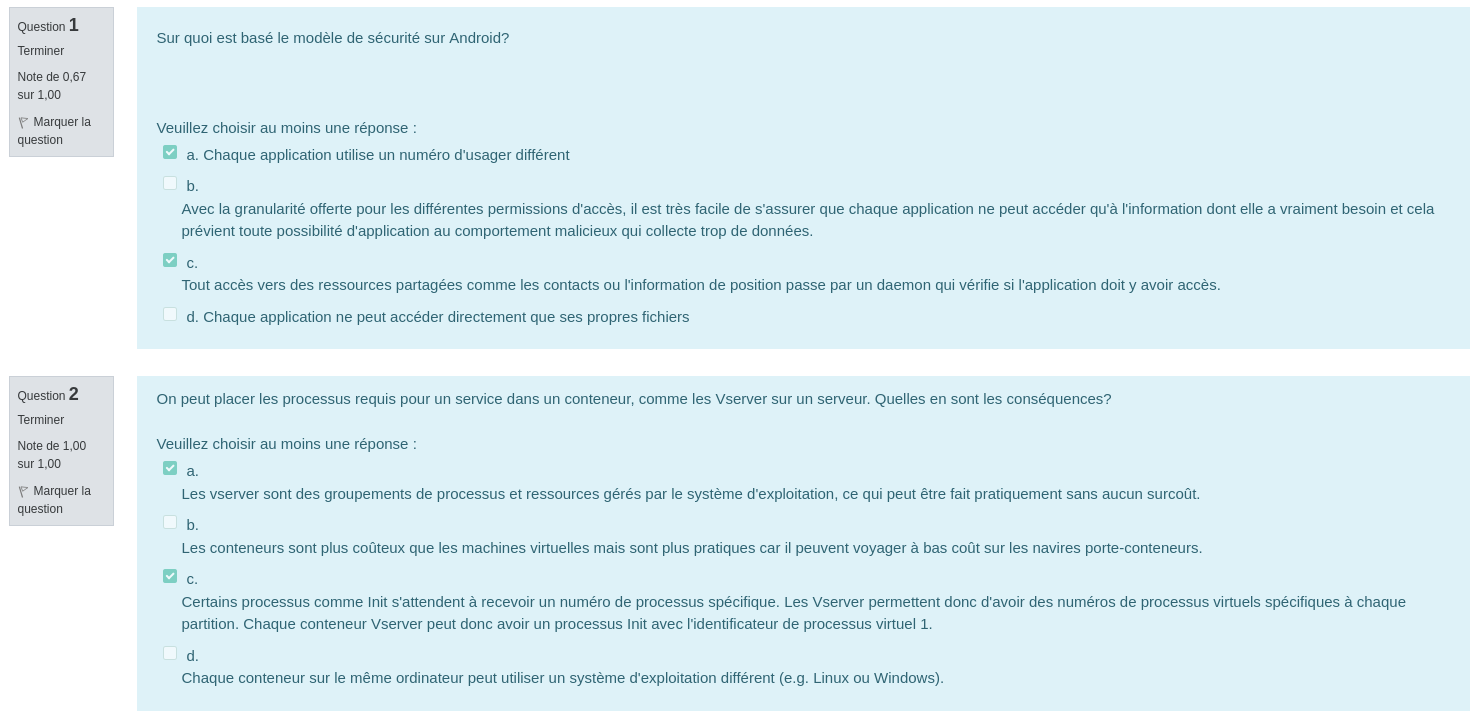 Question 1
Terminer
Note de 0,67
sur 1,00
Marquer la
question
Sur quoi est basé le modèle de sécurité sur Android?
Veuillez choisir au moins une réponse :
a. Chaque application utilise un numéro d'usager différent
b.
Avec la granularité offerte pour les différentes permissions d'accès, il est très facile de s'assurer que chaque application ne peut accéder qu'à l'information dont elle a vraiment besoin et cela
prévient toute possibilité d'application au comportement malicieux qui collecte trop de données.
c.
Tout accès vers des ressources partagées comme les contacts ou l'information de position passe par un daemon qui vérifie si l'application doit y avoir accès.
d. Chaque application ne peut accéder directement que ses propres fichiers
Question 2
Terminer
Note de 1,00
sur 1,00
Marquer la
question
On peut placer les processus requis pour un service dans un conteneur, comme les Vserver sur un serveur. Quelles en sont les conséquences?
Veuillez choisir au moins une réponse :
a.
Les vserver sont des groupements de processus et ressources gérés par le système d'exploitation, ce qui peut être fait pratiquement sans aucun surcoût.
b.
Les conteneurs sont plus coûteux que les machines virtuelles mais sont plus pratiques car il peuvent voyager à bas coût sur les navires porte-conteneurs.
c.
Certains processus comme Init s'attendent à recevoir un numéro de processus spécifique. Les Vserver permettent donc d'avoir des numéros de processus virtuels spécifiques à chaque
partition. Chaque conteneur Vserver peut donc avoir un processus Init avec l'identificateur de processus virtuel 1.
d.
Chaque conteneur sur le même ordinateur peut utiliser un système d'exploitation différent (e.g. Linux ou Windows).